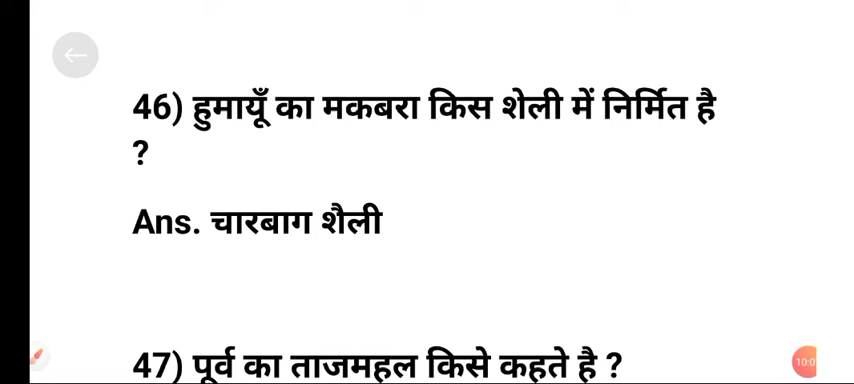 46) हुमायूँ का मकबरा किस शेली में निर्मित है
?
Ans. चारबाग शैली
47) पूर्व का ताजमहल किसे कहते है ?